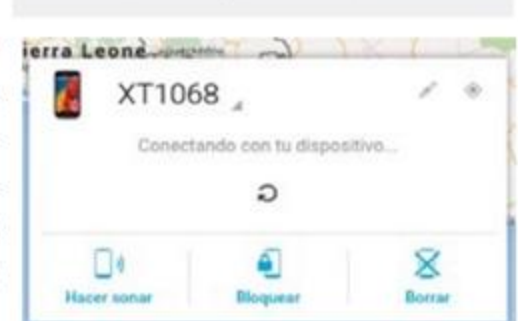 ierra Leone
XT1068
Conectando con tu dispositivo...
Hacer sonar
Bloquear
Borrar